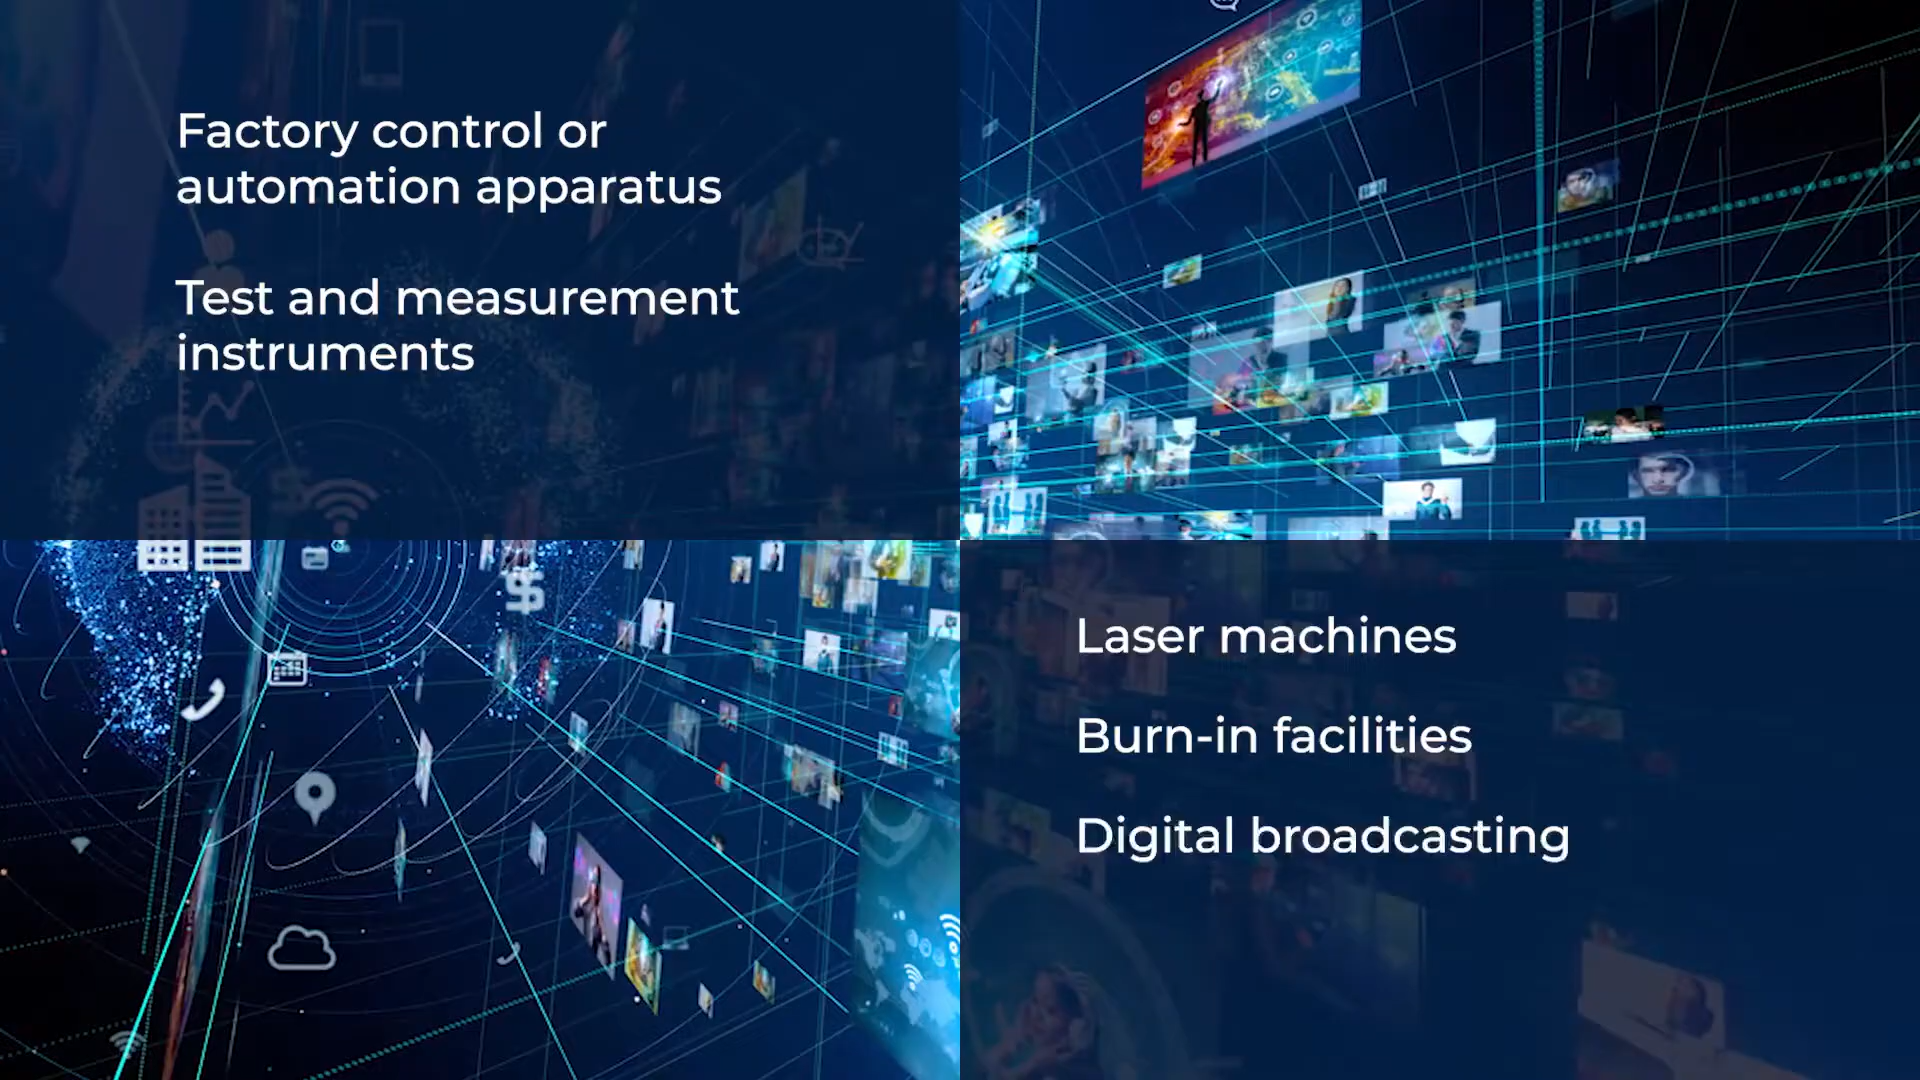 Factory control or
automation apparatus
Test and measurement
instruments
Laser machines
Burn-in facilities
Digital broadcasting